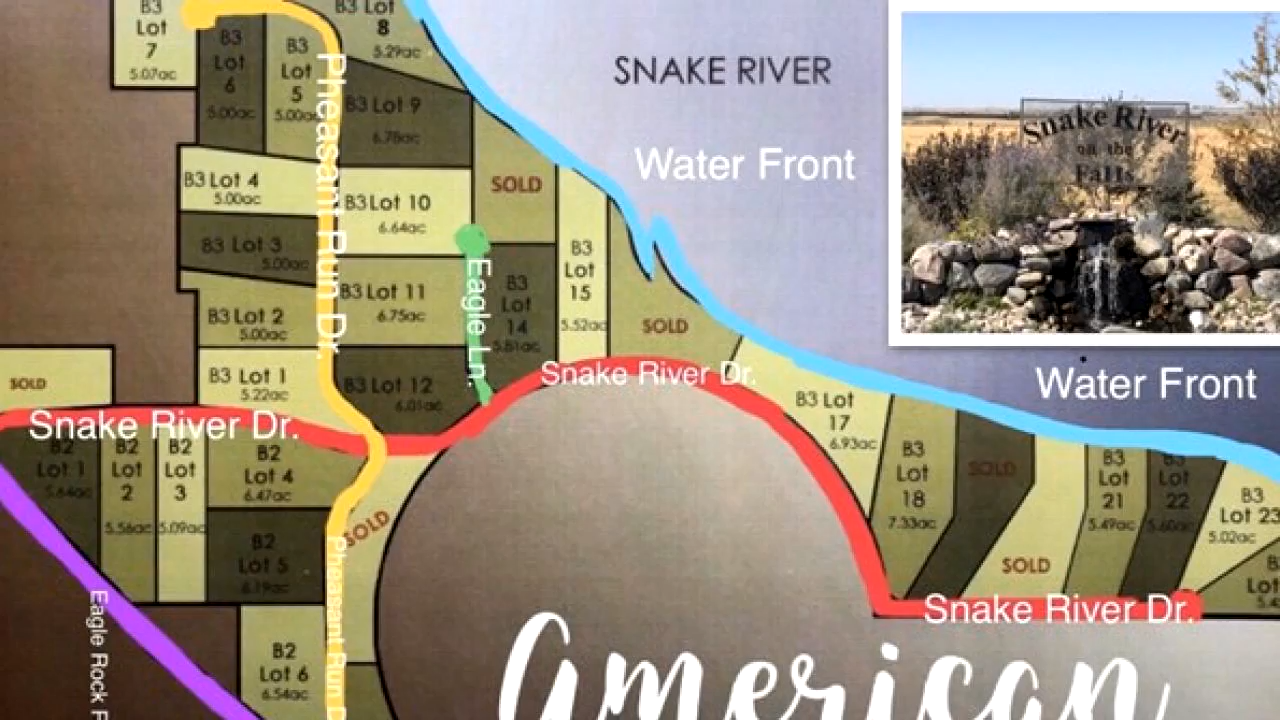 B3
Lot
7
5.07ac
B3
Lot
6
5.00ac
B3
Lot
5
5.00ac
B3 Lot
8
5.29ac
B3 Lot 9
6.78ac
B3 Lot 4
5.00ac
B3 Lot 10
6.64ac
B3 Lot 3
5.00ac
B3 Lot 11
6.75ac
B3 Lot 2
5.00ac
B3 Lot 1
5.22ac
B3 Lot 12
6.01ac
Pheasant Run Dr.
Eagle Ln.
SOLD
B3
Lot
14
5.81ac
B3
Lot
15
5.52ac
SOLD
SNAKE RIVER
Water Front
Snake River
on the
Falls
Water Front
SOLD
Snake River Dr.
Snake River Dr.
B2
Lot 1
5.64ac
B2
Lot
2
5.56ac
B2
Lot
3
5.09ac
B2
Lot 4
6.47ac
B2
Lot 5
6.19ac
B2
Lot 6
6.54ac
SOLD
Pheasant Run D
Eagle Rock
B3 Lot
17
6.93ac
B3
Lot
18
7.33ac
SOLD
SOLD
B3
Lot
21
5.49ac
B3
Lot
22
5.60ac
B3
Lot 23
5.02ac
Lot
Snake River Dr.
American